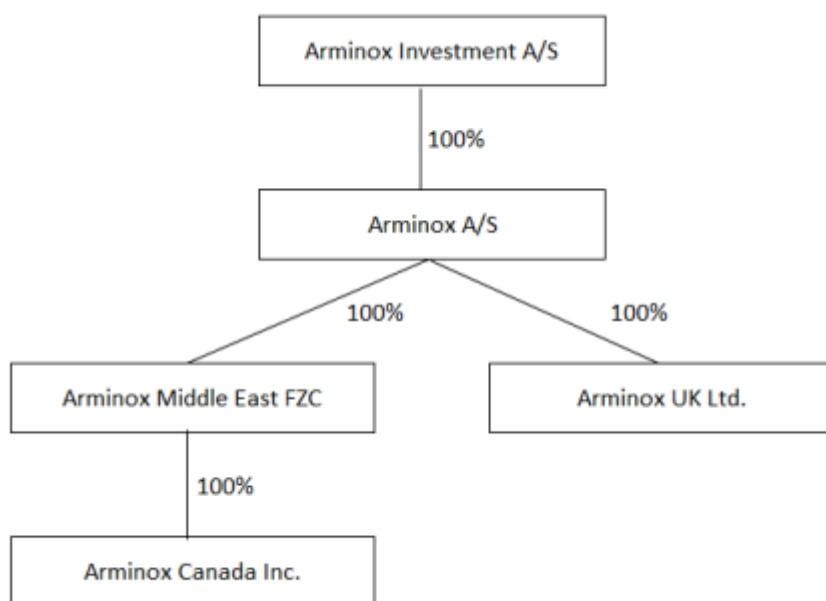 Arminox Investment A/S
100%
Arminox A/S
100%
100%
Arminox Middle East FZC
Arminox UK Ltd.
100%
Arminox Canada Inc.